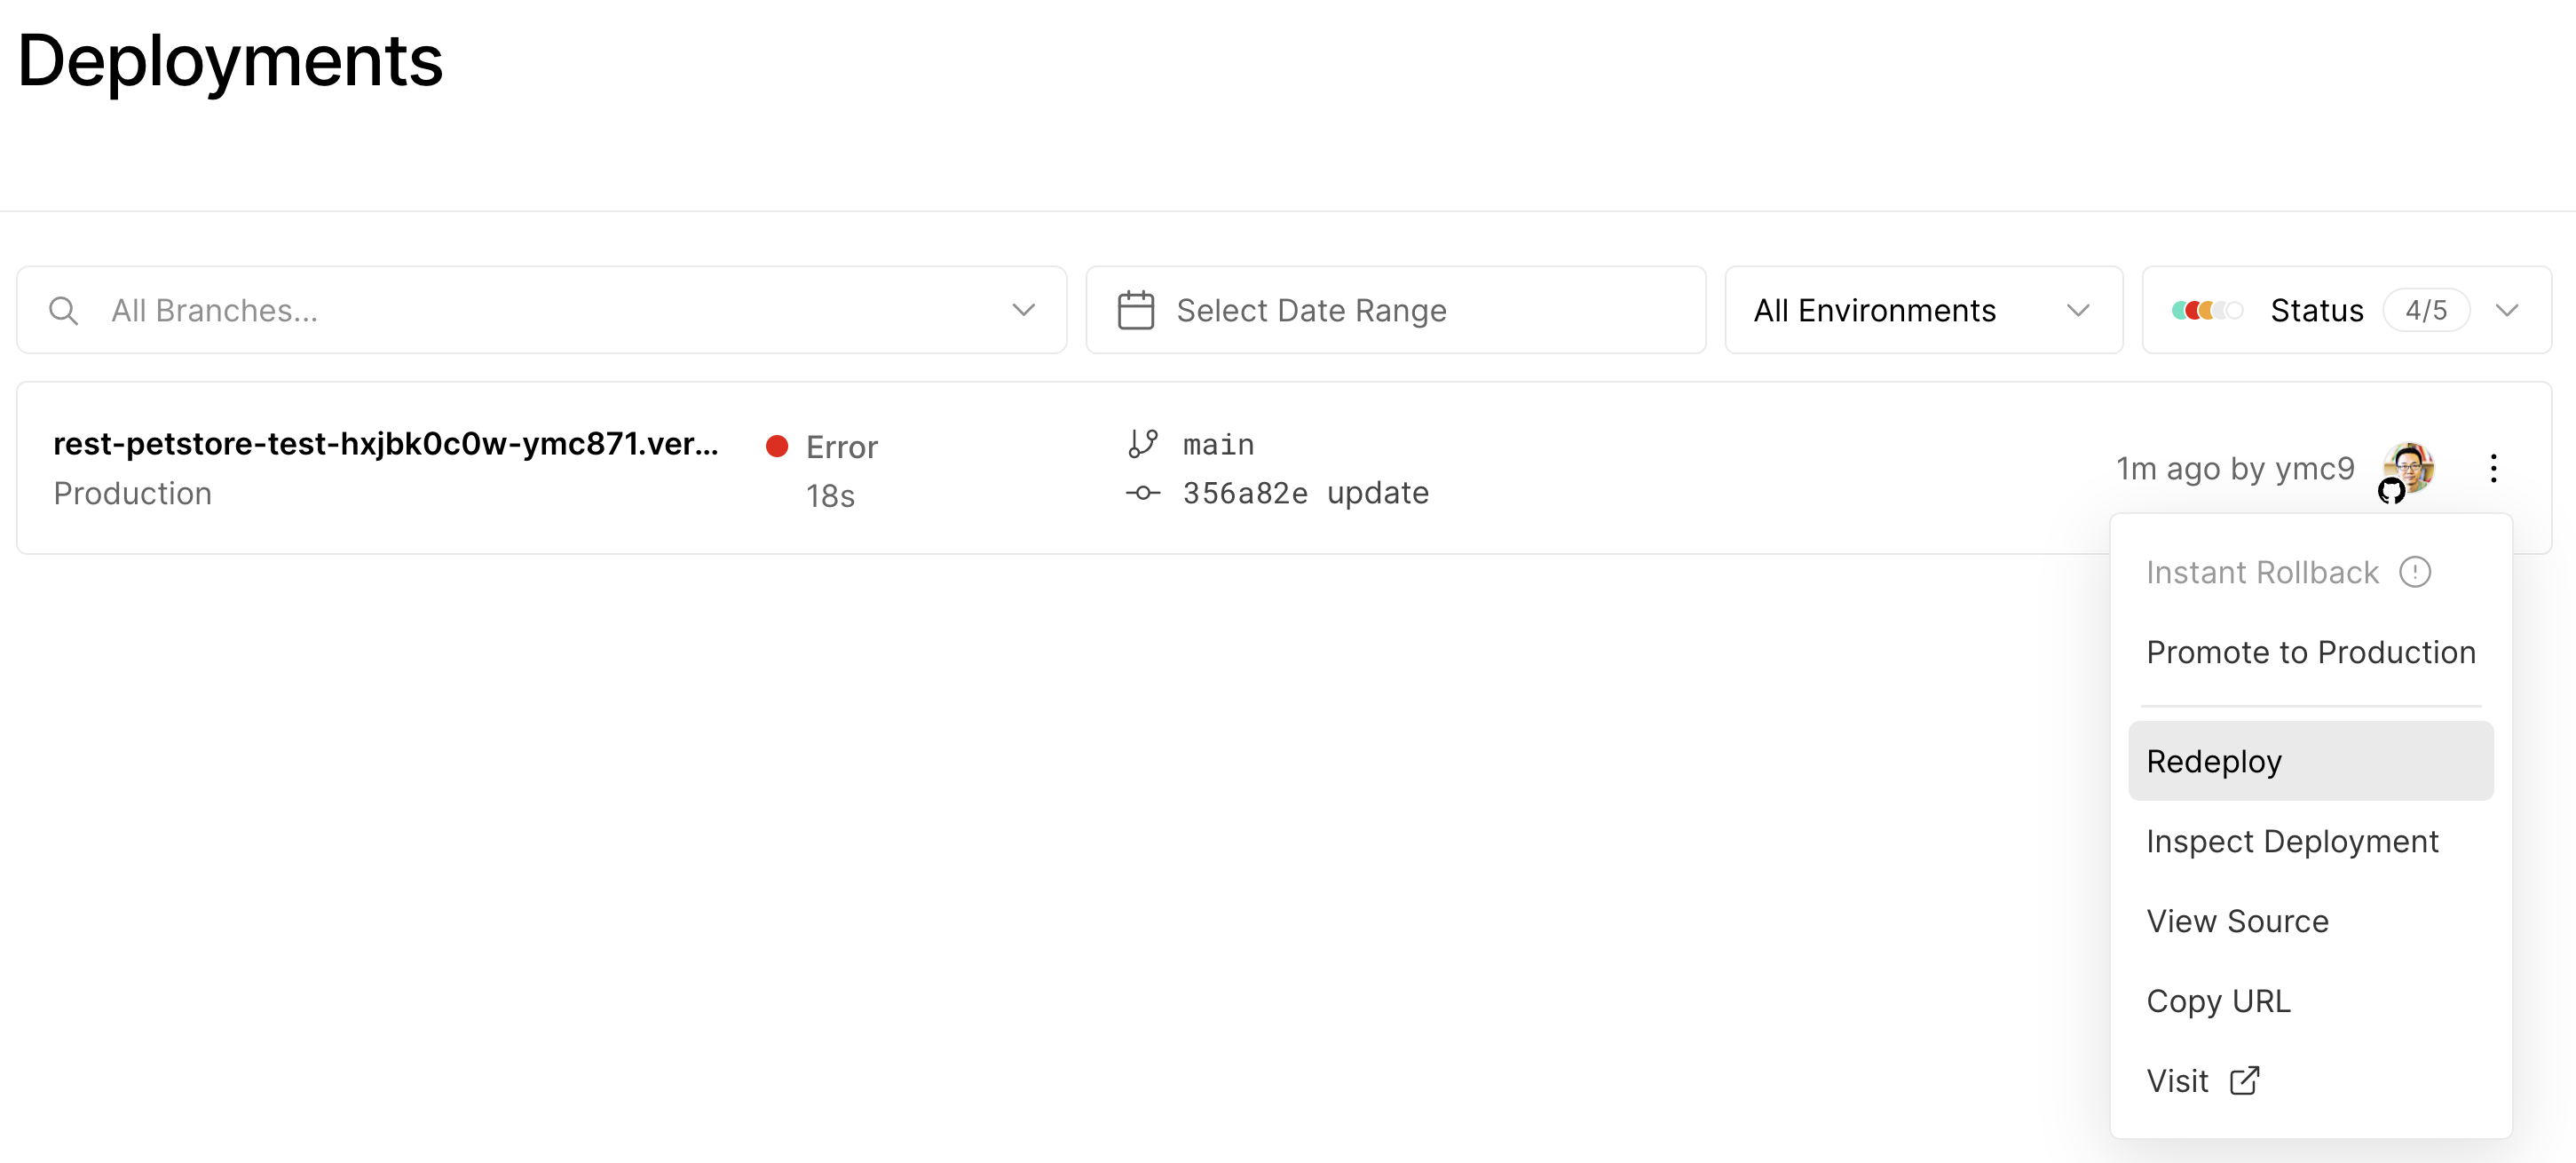 Deployments
All Branches...
Select Date Range
All Environments
Status 4/5
rest-petstore-test-hxjbk0c0w-ymc871.ver...
Production
Error
18s
main
356a82e update
1m ago by ymc9
Instant Rollback
Promote to Production
Redeploy
Inspect Deployment
View Source
Copy URL
Visit